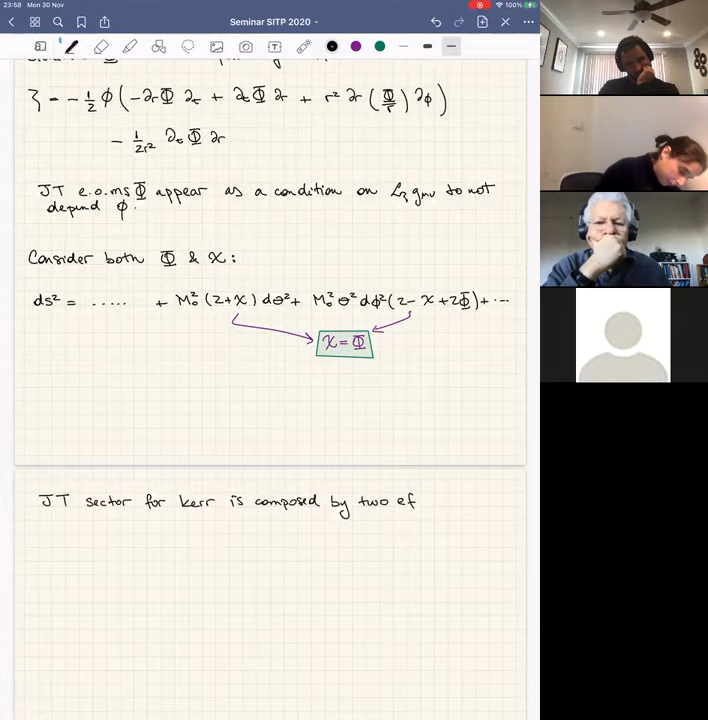 23:58 Mon 30 Nov
100%
Seminar SITP 2020
ζ = - 1/2 ϕ ( -∂r Φ ∂t + ∂t Φ ∂r + r² ∂r ( Φ/r ) ∂ϕ )
- 1/2r² ∂t Φ ∂r
JT e.o.ms Φ appear as a condition on L_ζ gμν to not
depend ϕ.
Consider both Φ & χ :
ds² = ..... + M₀² (2+χ) dθ² + M₀² θ² dϕ² (2 - χ + 2Φ) + ...
χ = Φ
JT sector for Kerr is composed by two ef